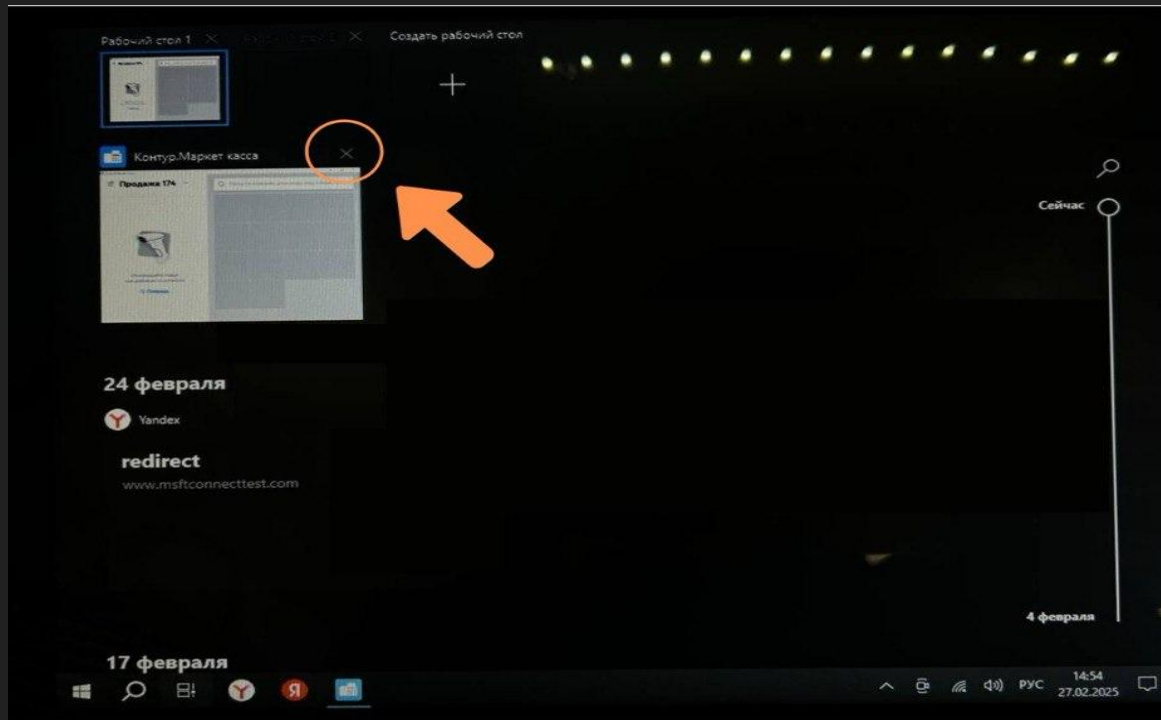 Рабочий стол 1
Создать рабочий стол
Контур.Маркет касса
Продажа 174
Сейчас
24 февраля
Yandex
redirect
www.msftconnecttest.com
4 февраля
17 февраля
РУС
14:54
27.02.2025